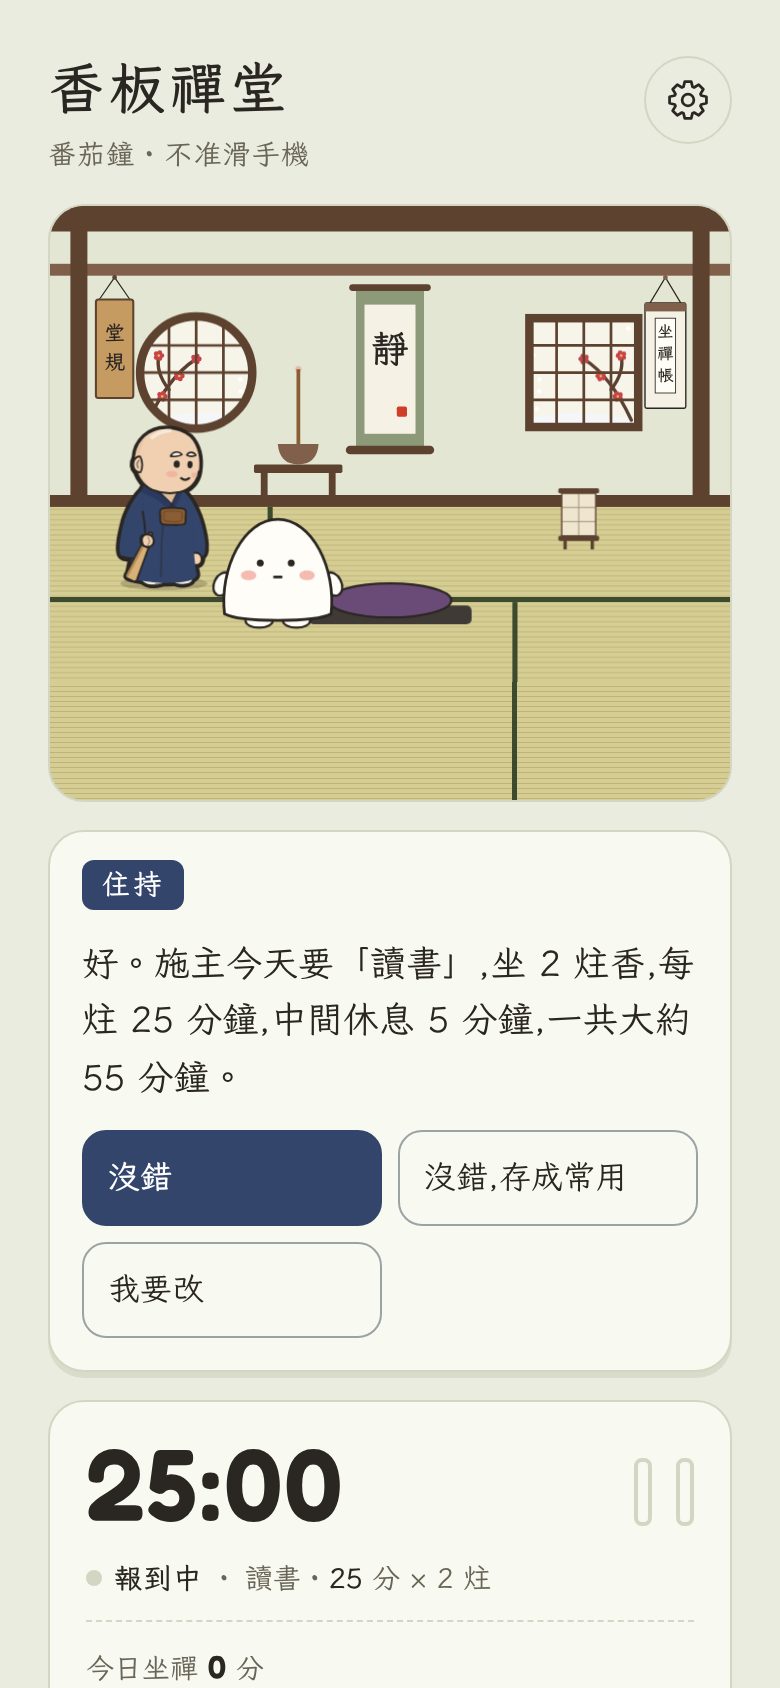 香板禪堂
番茄鐘・不准滑手機
堂規
靜
坐禪帳
住持
好。施主今天要「讀書」,坐 2 炷香,每
炷 25 分鐘,中間休息 5 分鐘,一共大約
55 分鐘。
沒錯
沒錯,存成常用
我要改
25:00
報到中 · 讀書・25 分 × 2 炷
今日坐禪 0 分